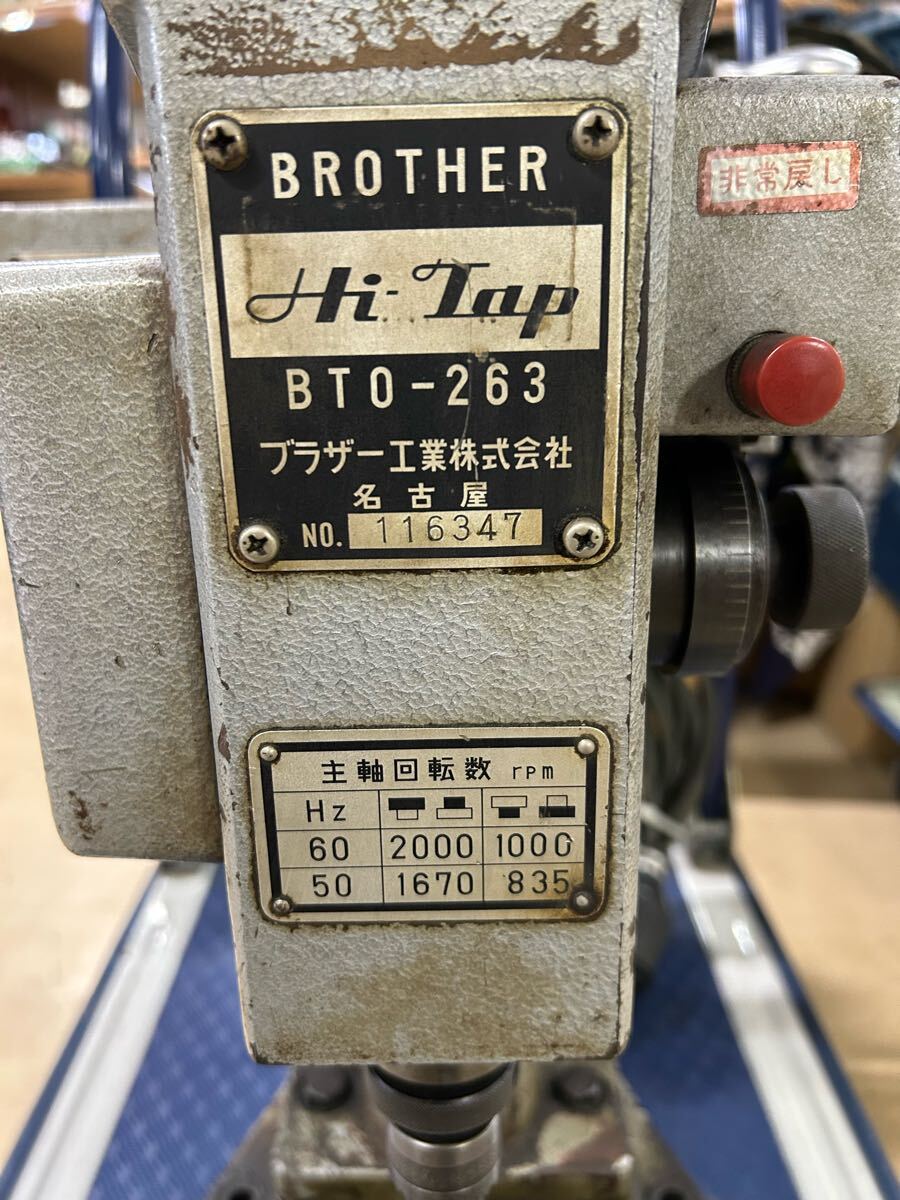 BROTHER
Hi-Tap
BTO-263
ブラザー工業株式会社
名古屋
NO. 116347
非常戻し
主軸回転数 rpm
Hz
60 2000 1000
50 1670 835